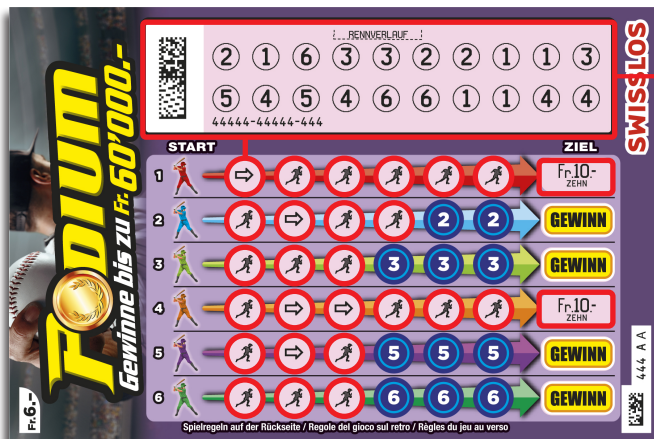 PODIUM
Gewinne bis zu Fr. 60'000.-
Fr. 6.-
RENNVERLAUF
2 1 6 3 3 2 2 1 1 3
5 4 5 4 6 6 1 1 4 4
44444-44444-444
SWISSLOS
START ZIEL
1 Fr.10.-
ZEHN
2 2 2 GEWINN
3 3 3 3 GEWINN
4 Fr.10.-
ZEHN
5 5 5 5 GEWINN
6 6 6 6 GEWINN
444 A A
Spielregeln auf der Rückseite / Regole del gioco sul retro / Règles du jeu au verso